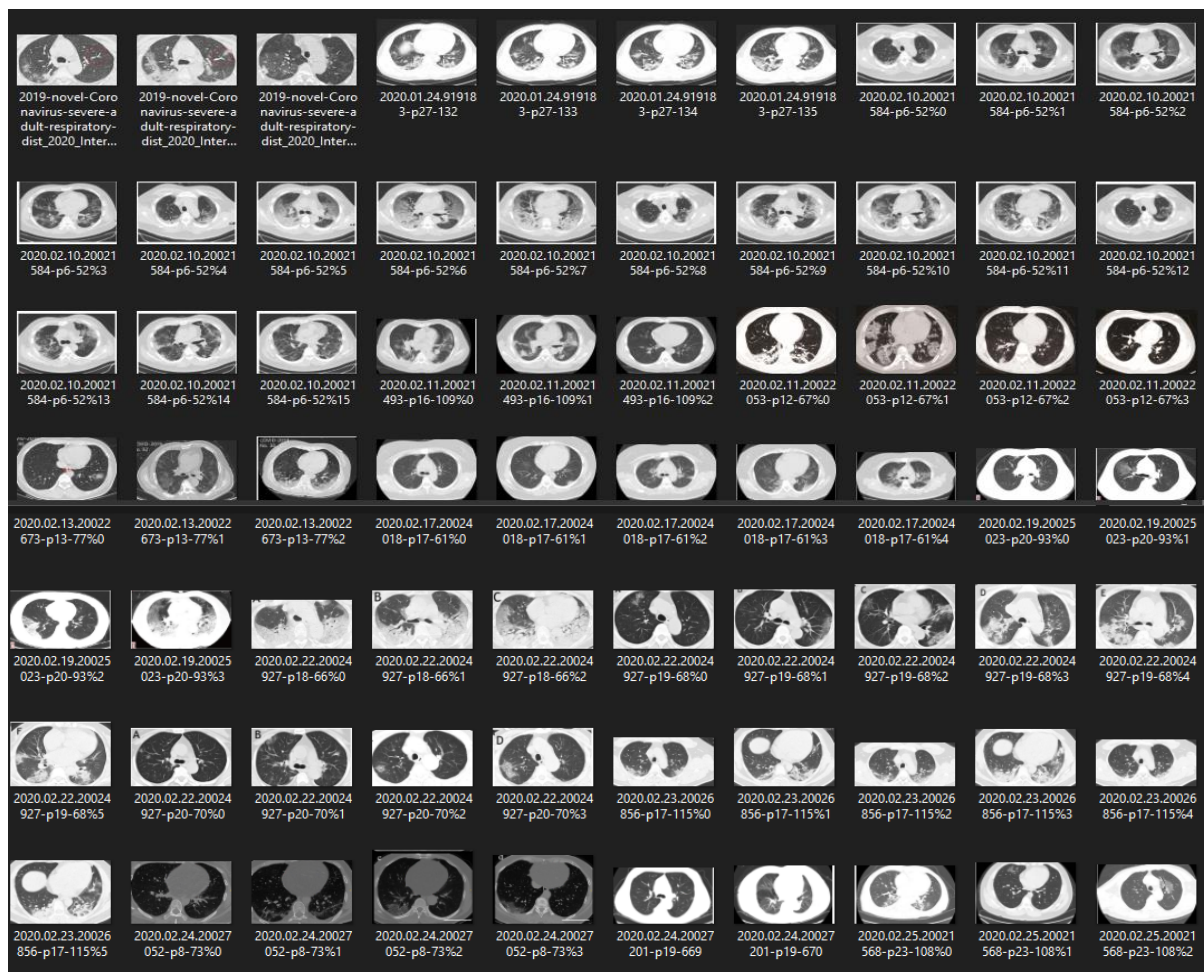 2019-novel-Coro
navirus-severe-a
dult-respiratory-
dist_2020_Inter...
2019-novel-Coro
navirus-severe-a
dult-respiratory-
dist_2020_Inter...
2019-novel-Coro
navirus-severe-a
dult-respiratory-
dist_2020_Inter...
2020.01.24.91918
3-p27-132
2020.01.24.91918
3-p27-133
2020.01.24.91918
3-p27-134
2020.01.24.91918
3-p27-135
2020.02.10.20021
584-p6-52%0
2020.02.10.20021
584-p6-52%1
2020.02.10.20021
584-p6-52%2
2020.02.10.20021
584-p6-52%3
2020.02.10.20021
584-p6-52%4
2020.02.10.20021
584-p6-52%5
2020.02.10.20021
584-p6-52%6
2020.02.10.20021
584-p6-52%7
2020.02.10.20021
584-p6-52%8
2020.02.10.20021
584-p6-52%9
2020.02.10.20021
584-p6-52%10
2020.02.10.20021
584-p6-52%11
2020.02.10.20021
584-p6-52%12
2020.02.10.20021
584-p6-52%13
2020.02.10.20021
584-p6-52%14
2020.02.10.20021
584-p6-52%15
2020.02.11.20021
493-p16-109%0
2020.02.11.20021
493-p16-109%1
2020.02.11.20021
493-p16-109%2
2020.02.11.20022
053-p12-67%0
2020.02.11.20022
053-p12-67%1
2020.02.11.20022
053-p12-67%2
2020.02.11.20022
053-p12-67%3
2020.02.13.20022
673-p13-77%0
2020.02.13.20022
673-p13-77%1
2020.02.13.20022
673-p13-77%2
2020.02.17.20024
018-p17-61%0
2020.02.17.20024
018-p17-61%1
2020.02.17.20024
018-p17-61%2
2020.02.17.20024
018-p17-61%3
2020.02.17.20024
018-p17-61%4
2020.02.19.20025
023-p20-93%0
2020.02.19.20025
023-p20-93%1
2020.02.19.20025
023-p20-93%2
2020.02.19.20025
023-p20-93%3
2020.02.22.20024
927-p18-66%0
B
2020.02.22.20024
927-p18-66%1
C
2020.02.22.20024
927-p18-66%2
2020.02.22.20024
927-p19-68%0
2020.02.22.20024
927-p19-68%1
C
2020.02.22.20024
927-p19-68%2
D
2020.02.22.20024
927-p19-68%3
E
2020.02.22.20024
927-p19-68%4
F
2020.02.22.20024
927-p19-68%5
A
2020.02.22.20024
927-p20-70%0
B
2020.02.22.20024
927-p20-70%1
2020.02.22.20024
927-p20-70%2
D
2020.02.22.20024
927-p20-70%3
2020.02.23.20026
856-p17-115%0
2020.02.23.20026
856-p17-115%1
2020.02.23.20026
856-p17-115%2
2020.02.23.20026
856-p17-115%3
2020.02.23.20026
856-p17-115%4
2020.02.23.20026
856-p17-115%5
2020.02.24.20027
052-p8-73%0
2020.02.24.20027
052-p8-73%1
2020.02.24.20027
052-p8-73%2
2020.02.24.20027
052-p8-73%3
2020.02.24.20027
201-p19-669
2020.02.24.20027
201-p19-670
2020.02.25.20021
568-p23-108%0
2020.02.25.20021
568-p23-108%1
2020.02.25.20021
568-p23-108%2